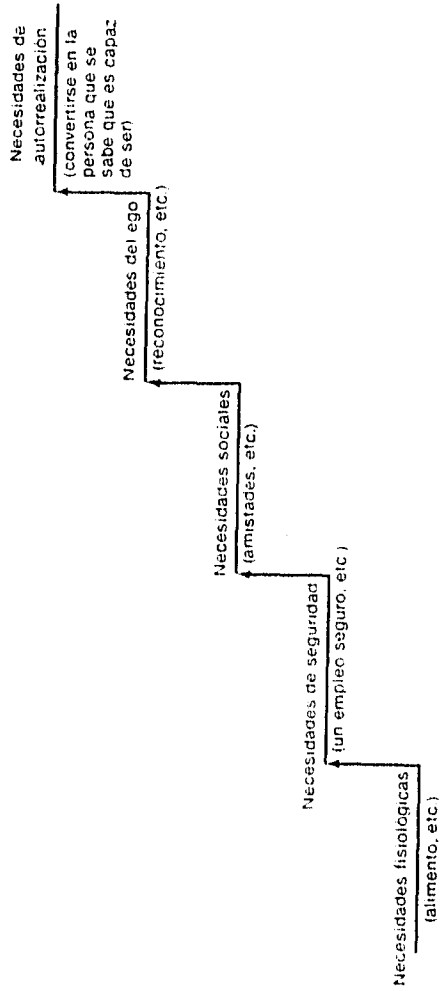 Necesidades de
autorrealización
(convertirse en la
persona que se
sabe que es capaz
de ser)
Necesidades del ego
(reconocimiento, etc.)
Necesidades sociales
(amistades, etc.)
Necesidades de seguridad
(un empleo seguro, etc.)
Necesidades fisiológicas
(alimento, etc.)